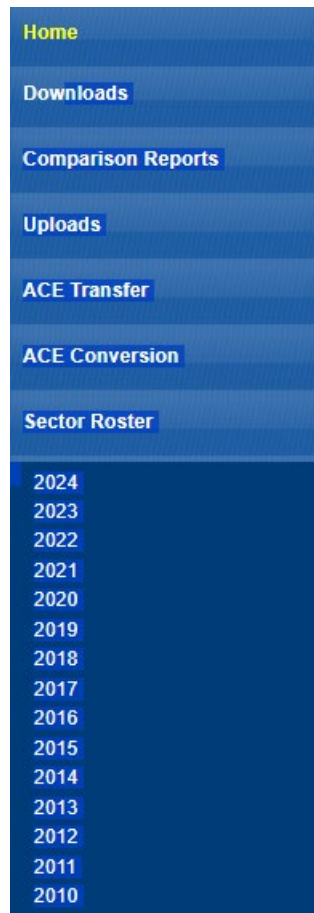 Home
Downloads
Comparison Reports
Uploads
ACE Transfer
ACE Conversion
Sector Roster
2024
2023
2022
2021
2020
2019
2018
2017
2016
2015
2014
2013
2012
2011
2010